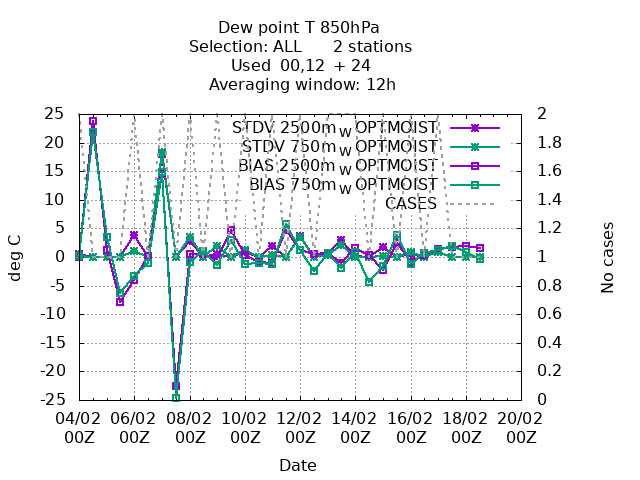 Dew point T 850hPa
Selection: ALL 2 stations
Used 00,12 + 24
Averaging window: 12h
25 2
20 1.8
15 1.6
10 1.4
5 1.2
0 1
-5 0.8
-10 0.6
-15 0.4
-20 0.2
-25 0
STDV 2500m W OPTMOIST
STDV 750m W OPTMOIST
BIAS 2500m W OPTMOIST
BIAS 750m W OPTMOIST
CASES
deg C
No cases
04/02 06/02 08/02 10/02 12/02 14/02 16/02 18/02 20/02
00Z 00Z 00Z 00Z 00Z 00Z 00Z 00Z 00Z
Date